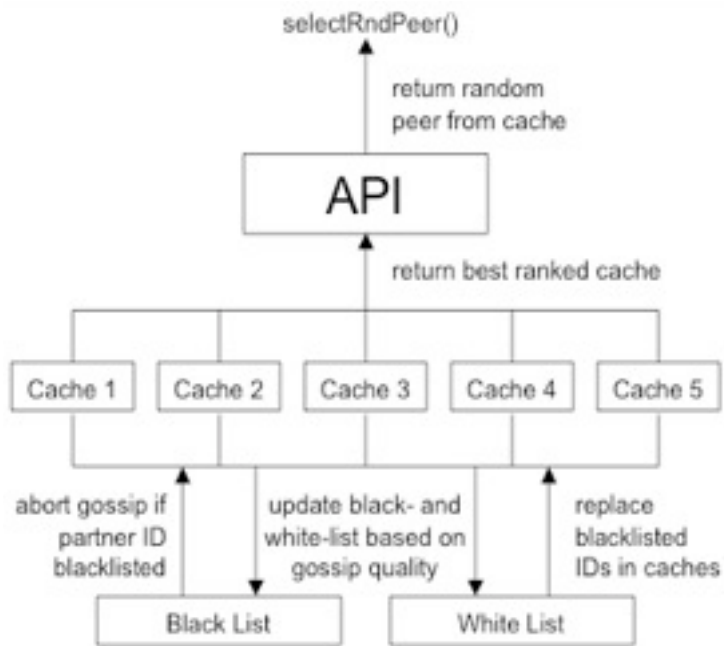 selectRndPeer()
return random
peer from cache
API
return best ranked cache
Cache 1
Cache 2
Cache 3
Cache 4
Cache 5
abort gossip if
partner ID
blacklisted
update black- and
white-list based on
gossip quality
replace
blacklisted
IDs in caches
Black List
White List